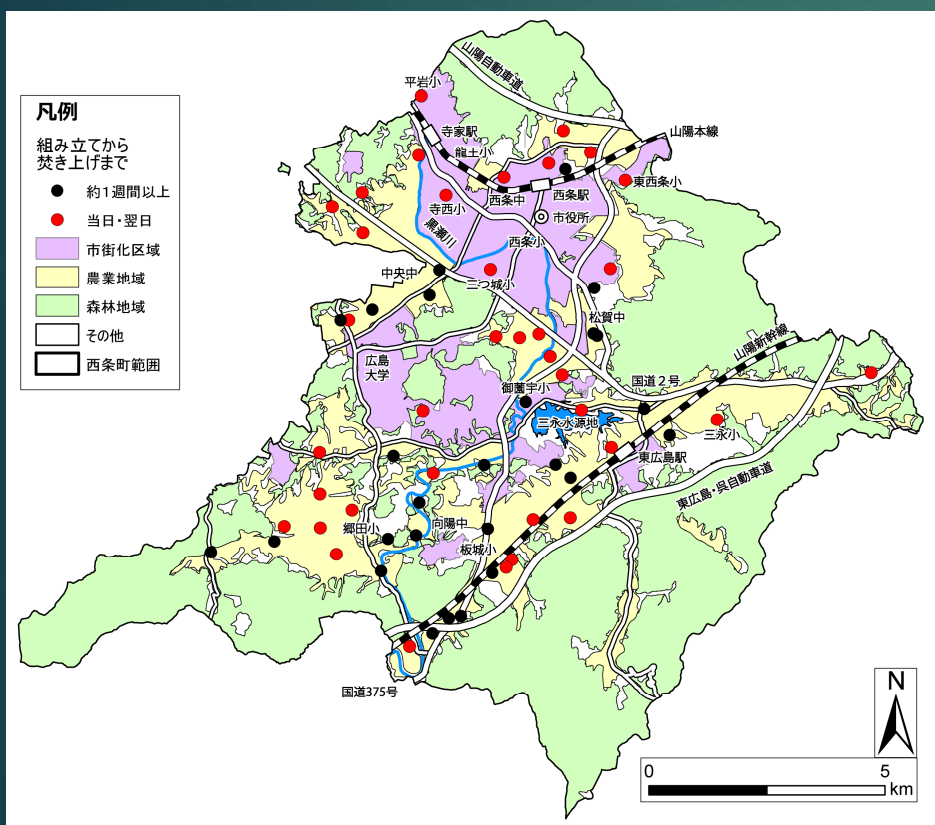 凡例
組み立てから
焚き上げまで
約1週間以上
当日・翌日
市街化区域
農業地域
森林地域
その他
西条町範囲
山陽自動車道
平岩小
寺家駅
山陽本線
龍王小
東西条小
西条中
西条駅
寺西小
市役所
黒瀬川
西条小
中央中
三つ城小
松賀中
山陽新幹線
広島
大学
国道2号
御薗宇小
三永水源地
三永小
東広島駅
東広島・呉自動車道
向陽中
郷田小
板城小
国道375号
N
0 5
km